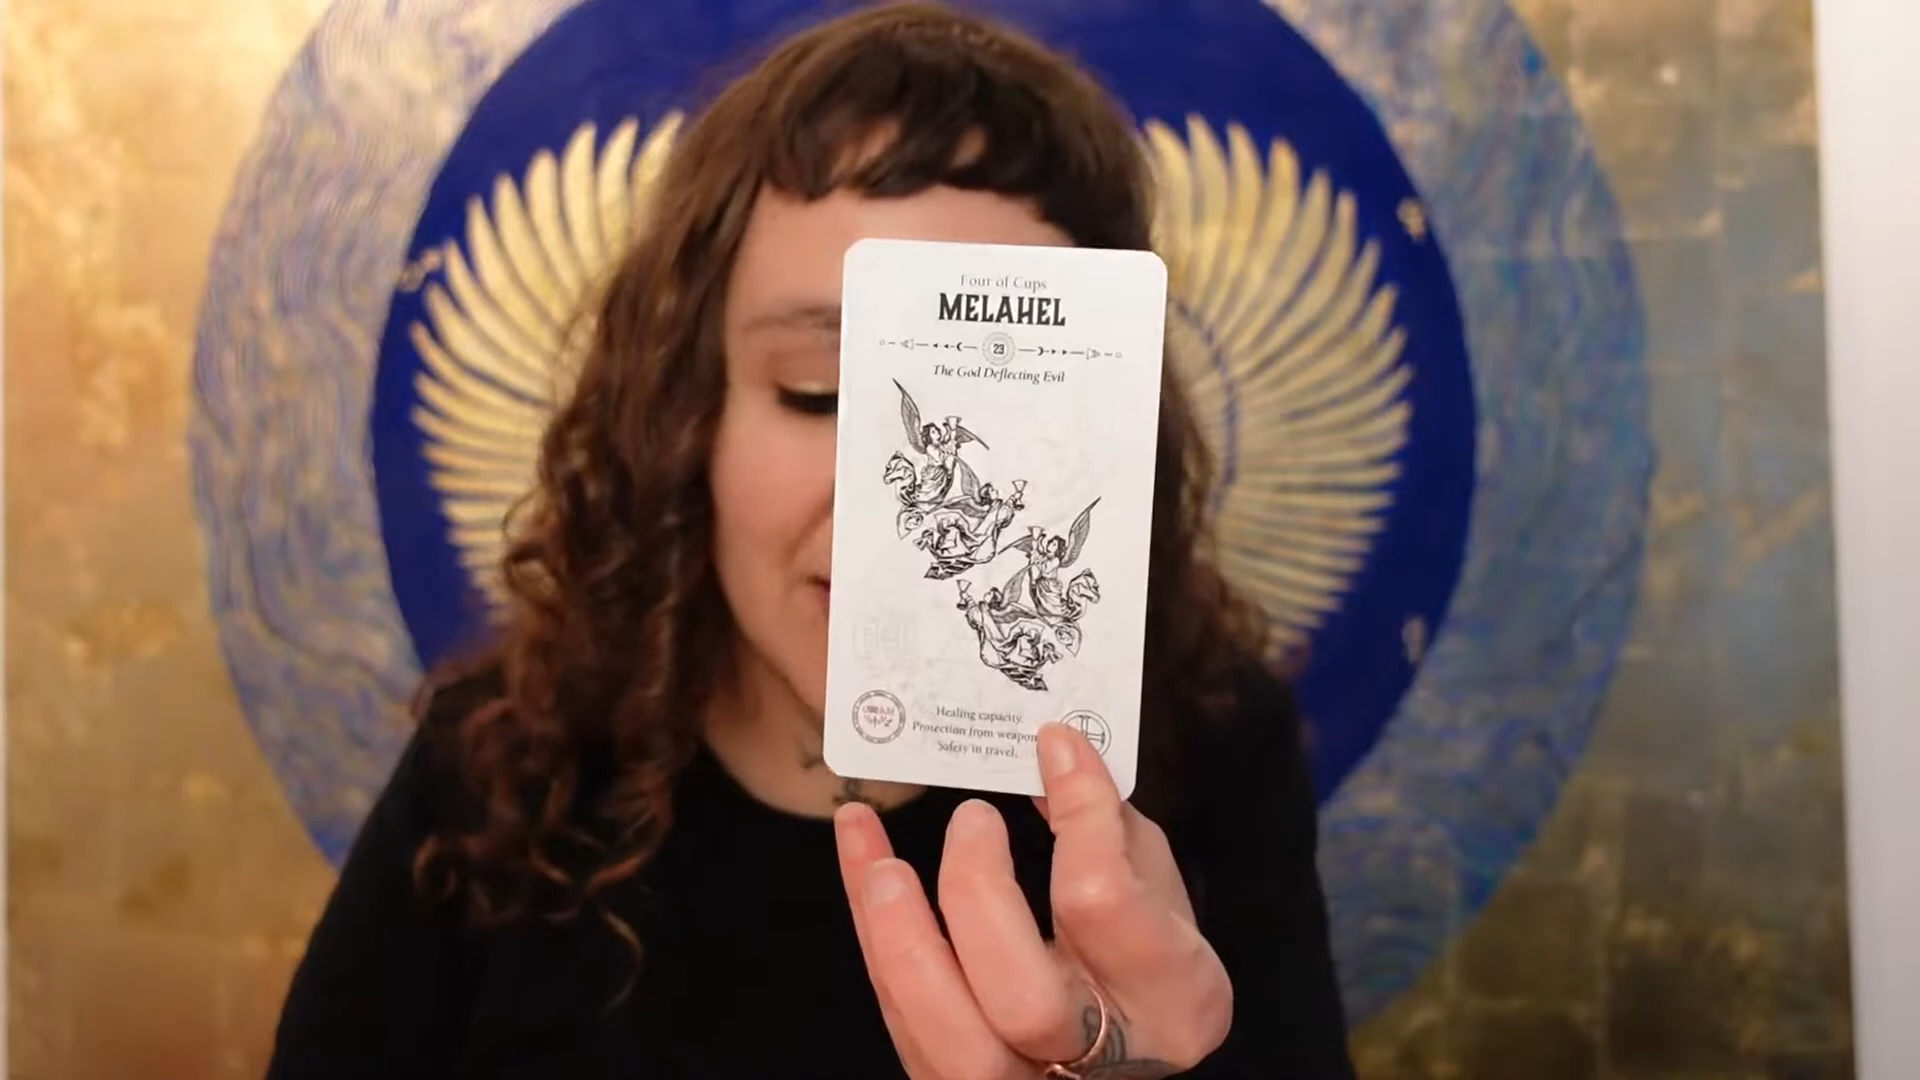 Four of Cups
MELAHEL
23
The God Deflecting Evil
Healing capacity.
Protection from weapon
Safety in travel.